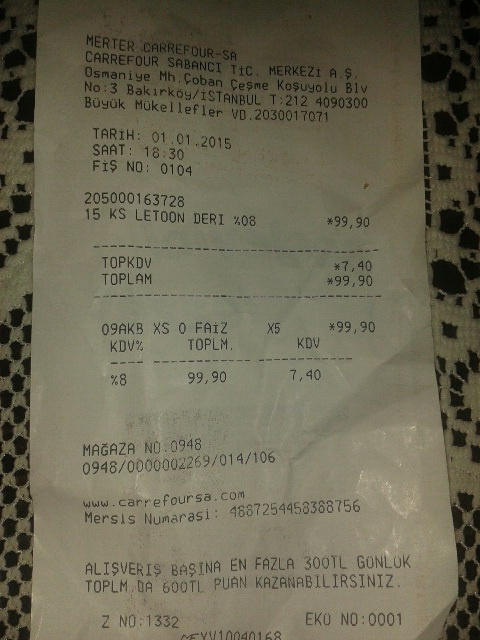 MERTER CARREFOUR-SA
CARREFOUR SABANCI TİC. MERKEZİ A.Ş.
Osmaniye Mh.Çoban Çeşme Koşuyolu Blv
No:3 Bakırköy/İSTANBUL T:212 4090300
Büyük Mükellefler VD.2030017071
TARİH: 01.01.2015
SAAT: 18:30
FİŞ NO: 0104
205000163728
15 KS LETOON DERI %08 *99,90
TOPKDV *7,40
TOPLAM *99,90
09AKB XS 0 FAİZ X5 *99,90
KDV% TOPLM. KDV
%8 99,90 7,40
MAĞAZA NO:0948
0948/0000002269/014/106
www.carrefoursa.com
Mersis Numarası: 4887254458388756
ALIŞVERİŞ BAŞINA EN FAZLA 300TL GÜNLÜK
TOPLM.DA 600TL PUAN KAZANABİLİRSİNİZ.
Z NO:1332 EKÜ NO:0001